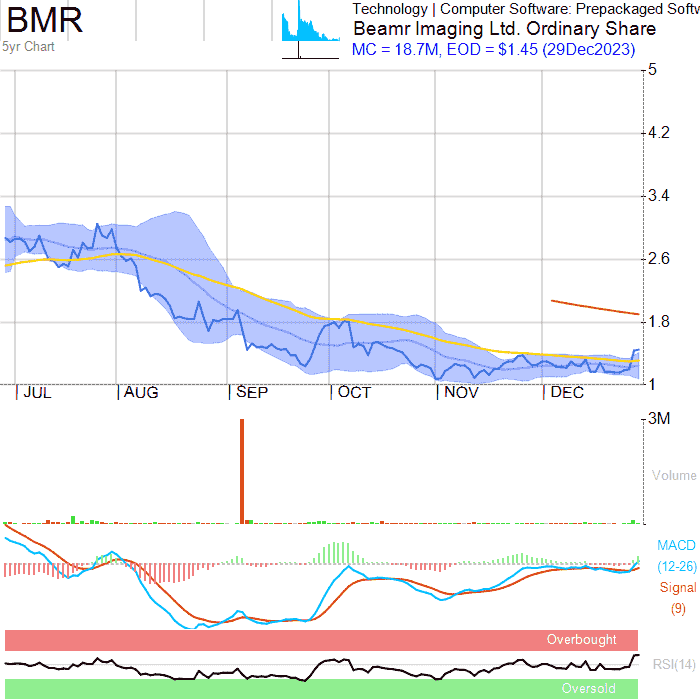 BMR
5yr Chart
Technology | Computer Software: Prepackaged Softw
Beamr Imaging Ltd. Ordinary Share
MC = 18.7M, EOD = $1.45 (29Dec2023)
5
4.2
3.4
2.6
1.8
1
JUL AUG SEP OCT NOV DEC
3M
Volume
MACD
(12-26)
Signal
(9)
Overbought
RSI(14)
Oversold